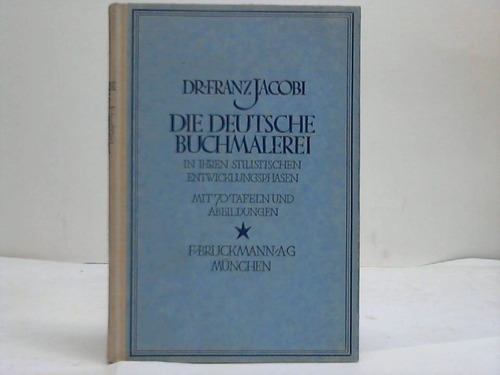 DR. FRANZ JACOBI
DIE DEUTSCHE
BUCHMALEREI
IN IHREN STILISTISCHEN
ENTWICKLUNGSPHASEN
MIT 70 TAFELN UND
ABBILDUNGEN
F. BRUCKMANN A.G
MÜNCHEN